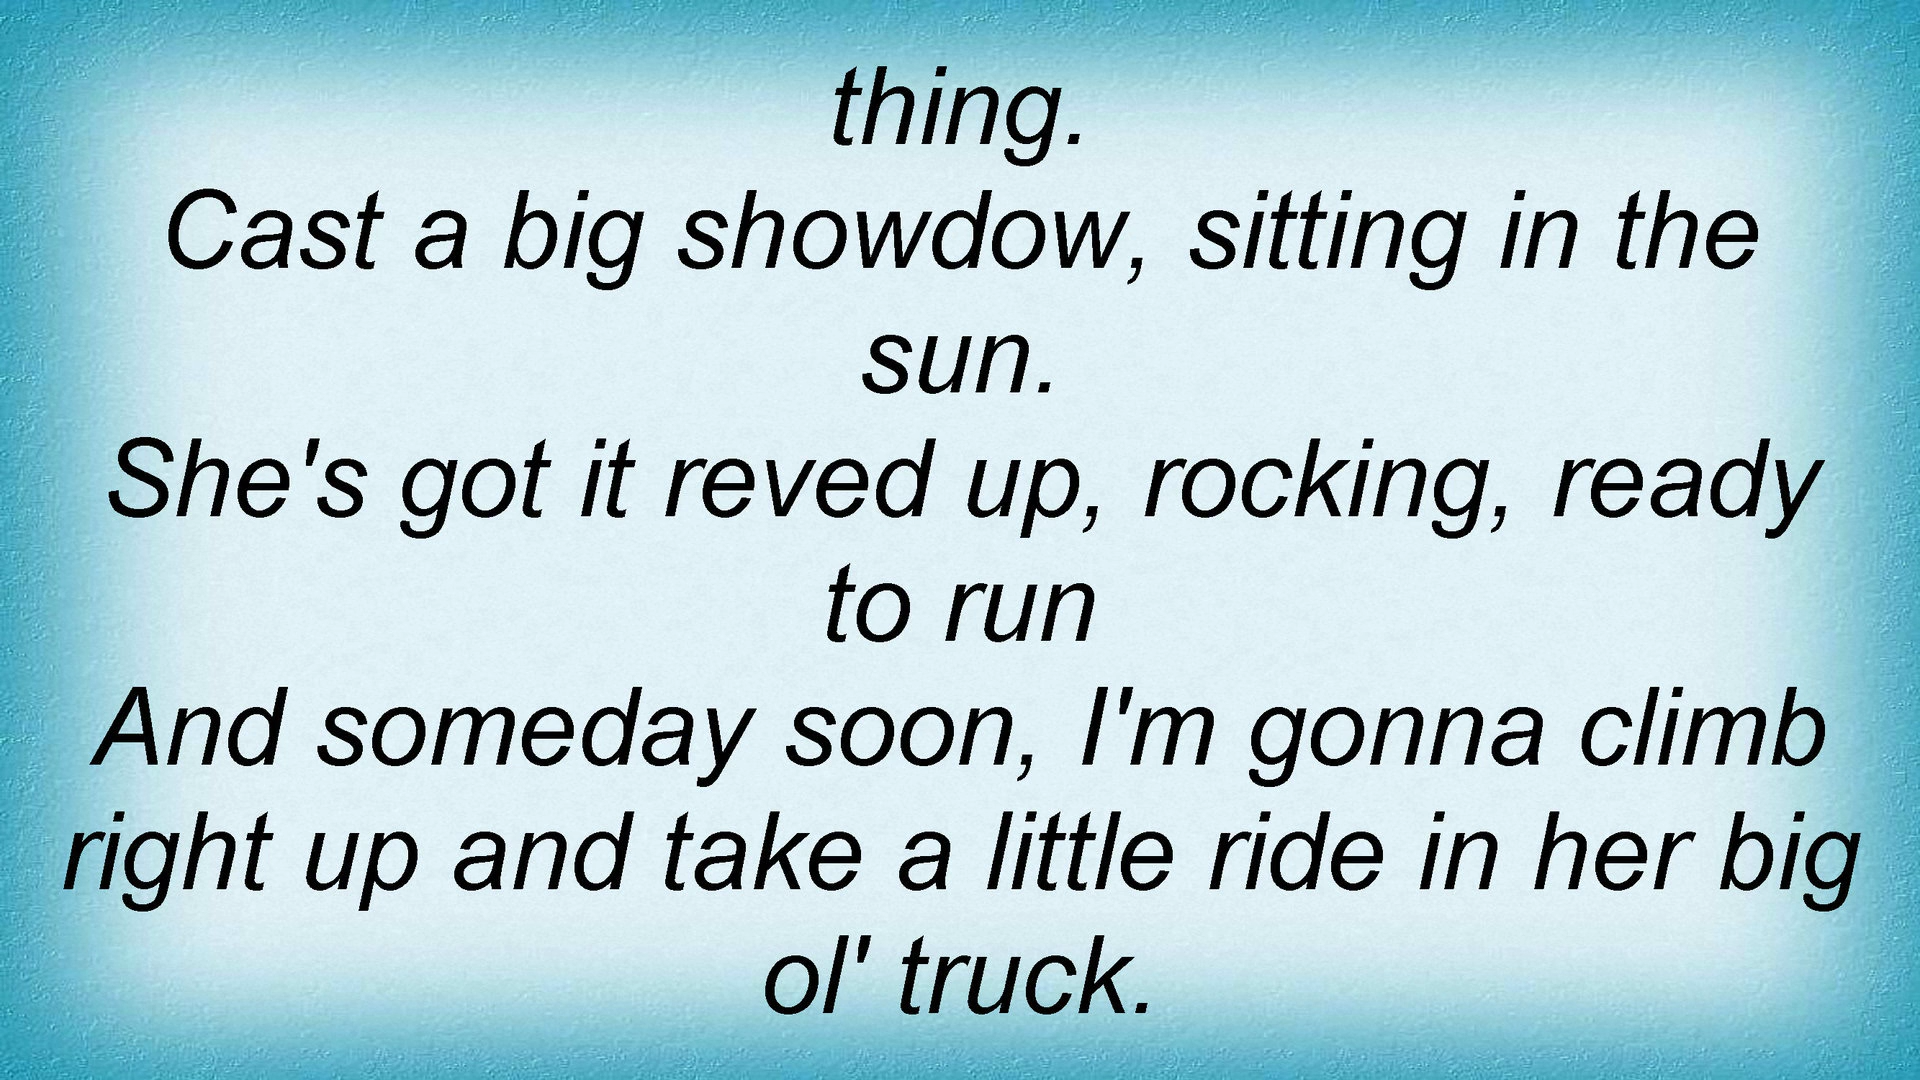 thing.
Cast a big showdow, sitting in the
sun.
She's got it reved up, rocking, ready
to run
And someday soon, I'm gonna climb
right up and take a little ride in her big
ol' truck.